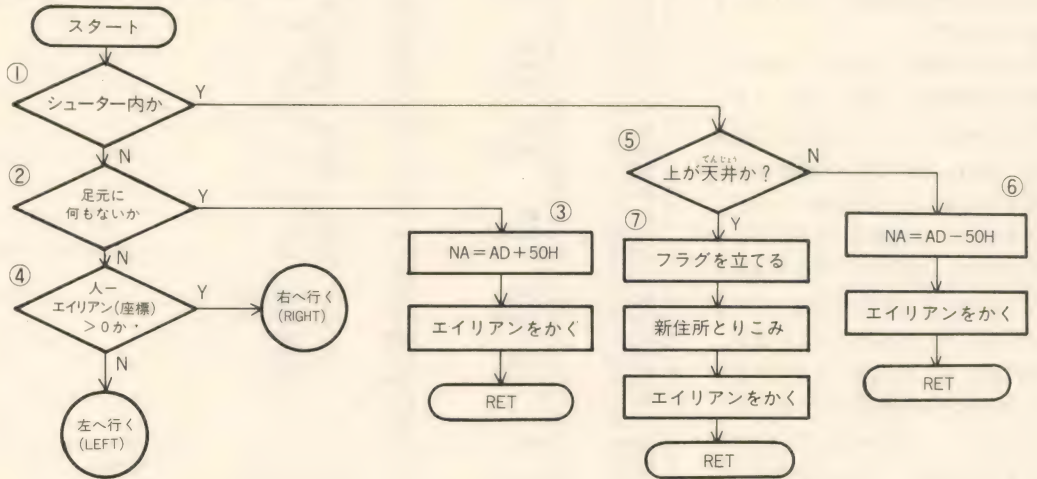 スタート
①
シューター内か
Y
N
②
足元に
何もないか
Y
N
③
NA=AD+50H
エイリアンをかく
RET
④
人ー
エイリアン(座標)
>0か・
Y
右へ行く
(RIGHT)
N
左へ行く
(LEFT)
⑤
てんじょう
上が天井か?
N
Y
⑥
NA=AD-50H
エイリアンをかく
RET
⑦
フラグを立てる
新住所とりこみ
エイリアンをかく
RET